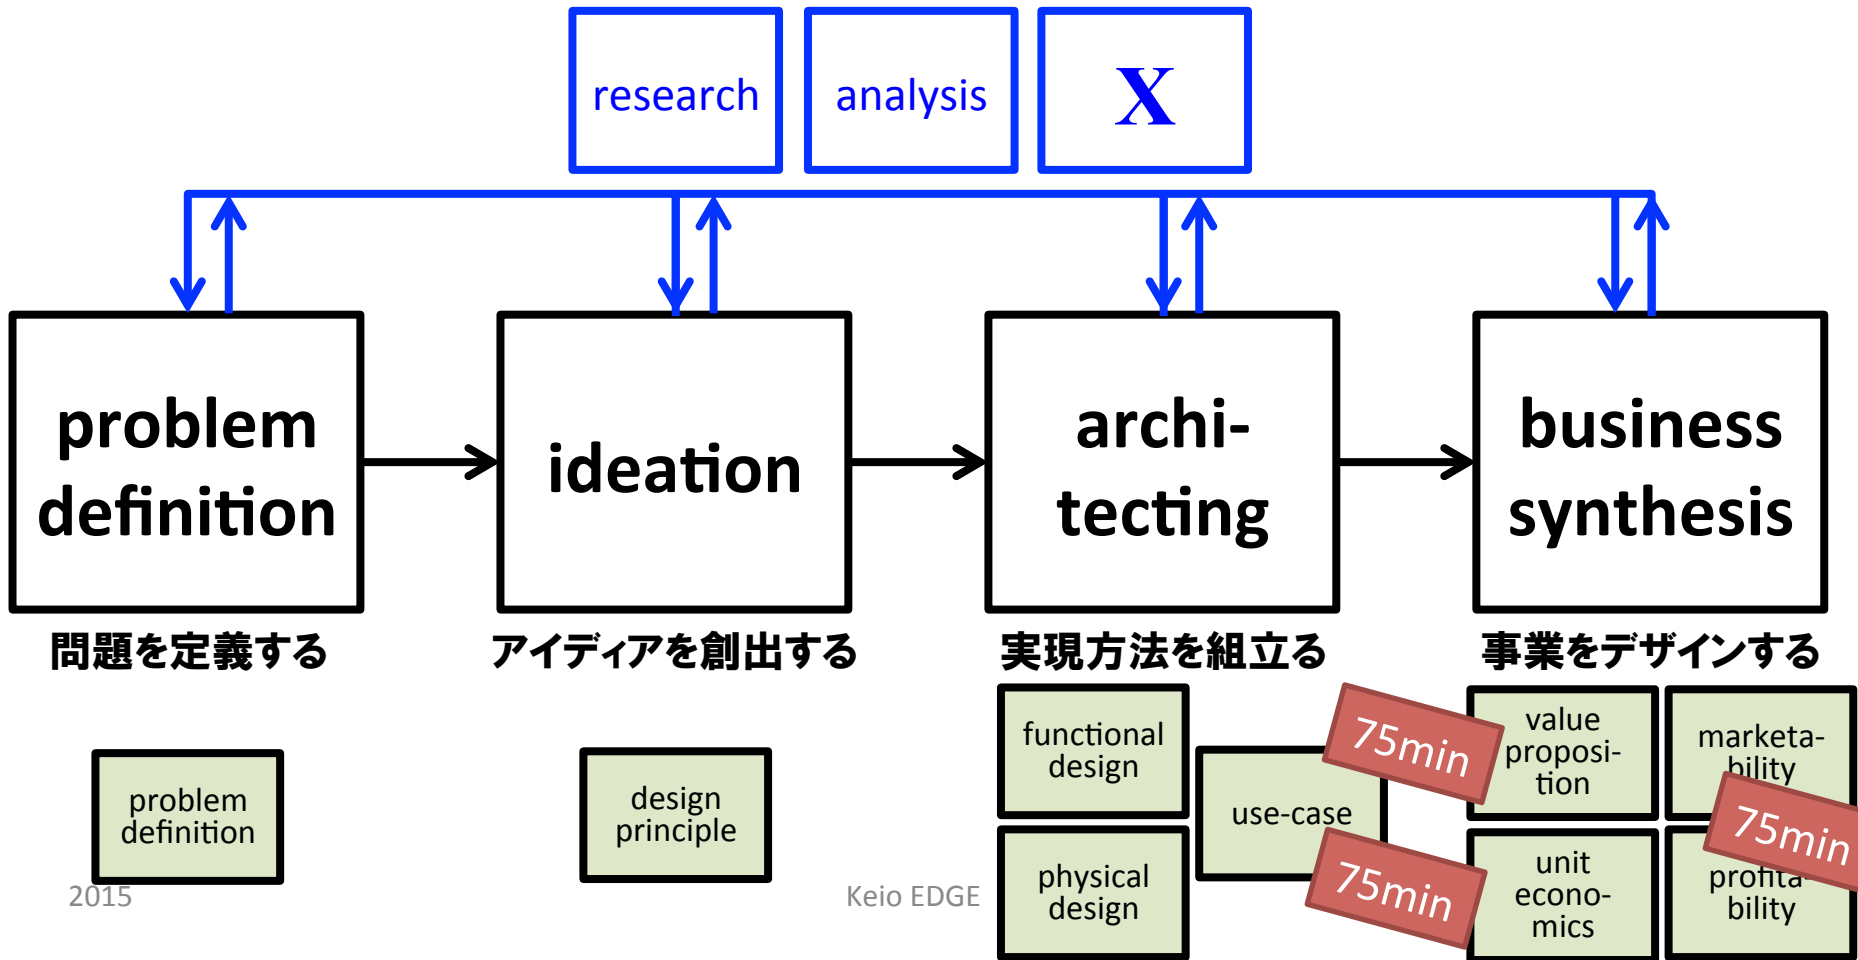 research
analysis
X
problem
definition
ideation
archi-
tecting
business
synthesis
問題を定義する
アイディアを創出する
実現方法を組立る
事業をデザインする
problem
definition
design
principle
functional
design
physical
design
use-case
75min
75min
value
proposi-
tion
marketa-
bility
75min
unit
econo-
mics
profita-
bility
2015
Keio EDGE